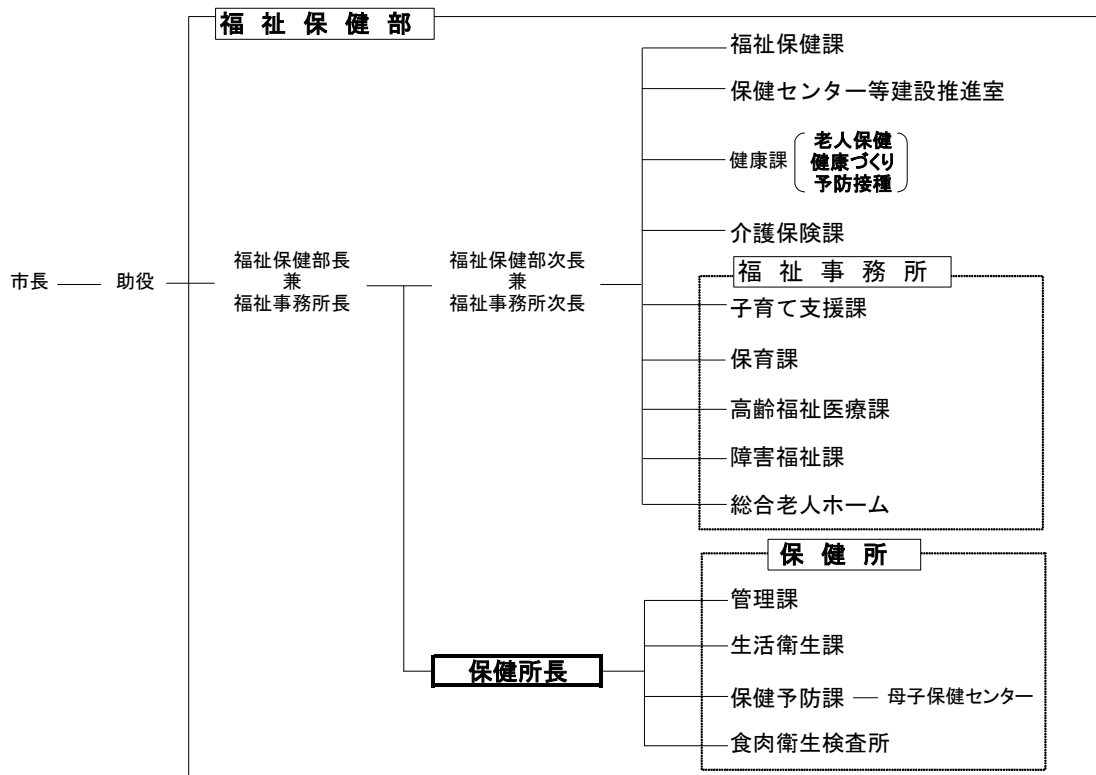 福祉保健部
福祉保健課
保健センター等建設推進室
健康課
老人保健
健康づくり
予防接種
介護保険課
市長
助役
福祉保健部長
兼
福祉事務所長
福祉保健部次長
兼
福祉事務所次長
福祉事務所
子育て支援課
保育課
高齢福祉医療課
障害福祉課
総合老人ホーム
保健所
保健所長
管理課
生活衛生課
保健予防課 ― 母子保健センター
食肉衛生検査所